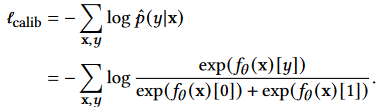 ℓ_calib = − ∑_{x,y} log p̂(y|x)
= − ∑_{x,y} log exp(f_θ(x)[y]) / (exp(f_θ(x)[0]) + exp(f_θ(x)[1])).